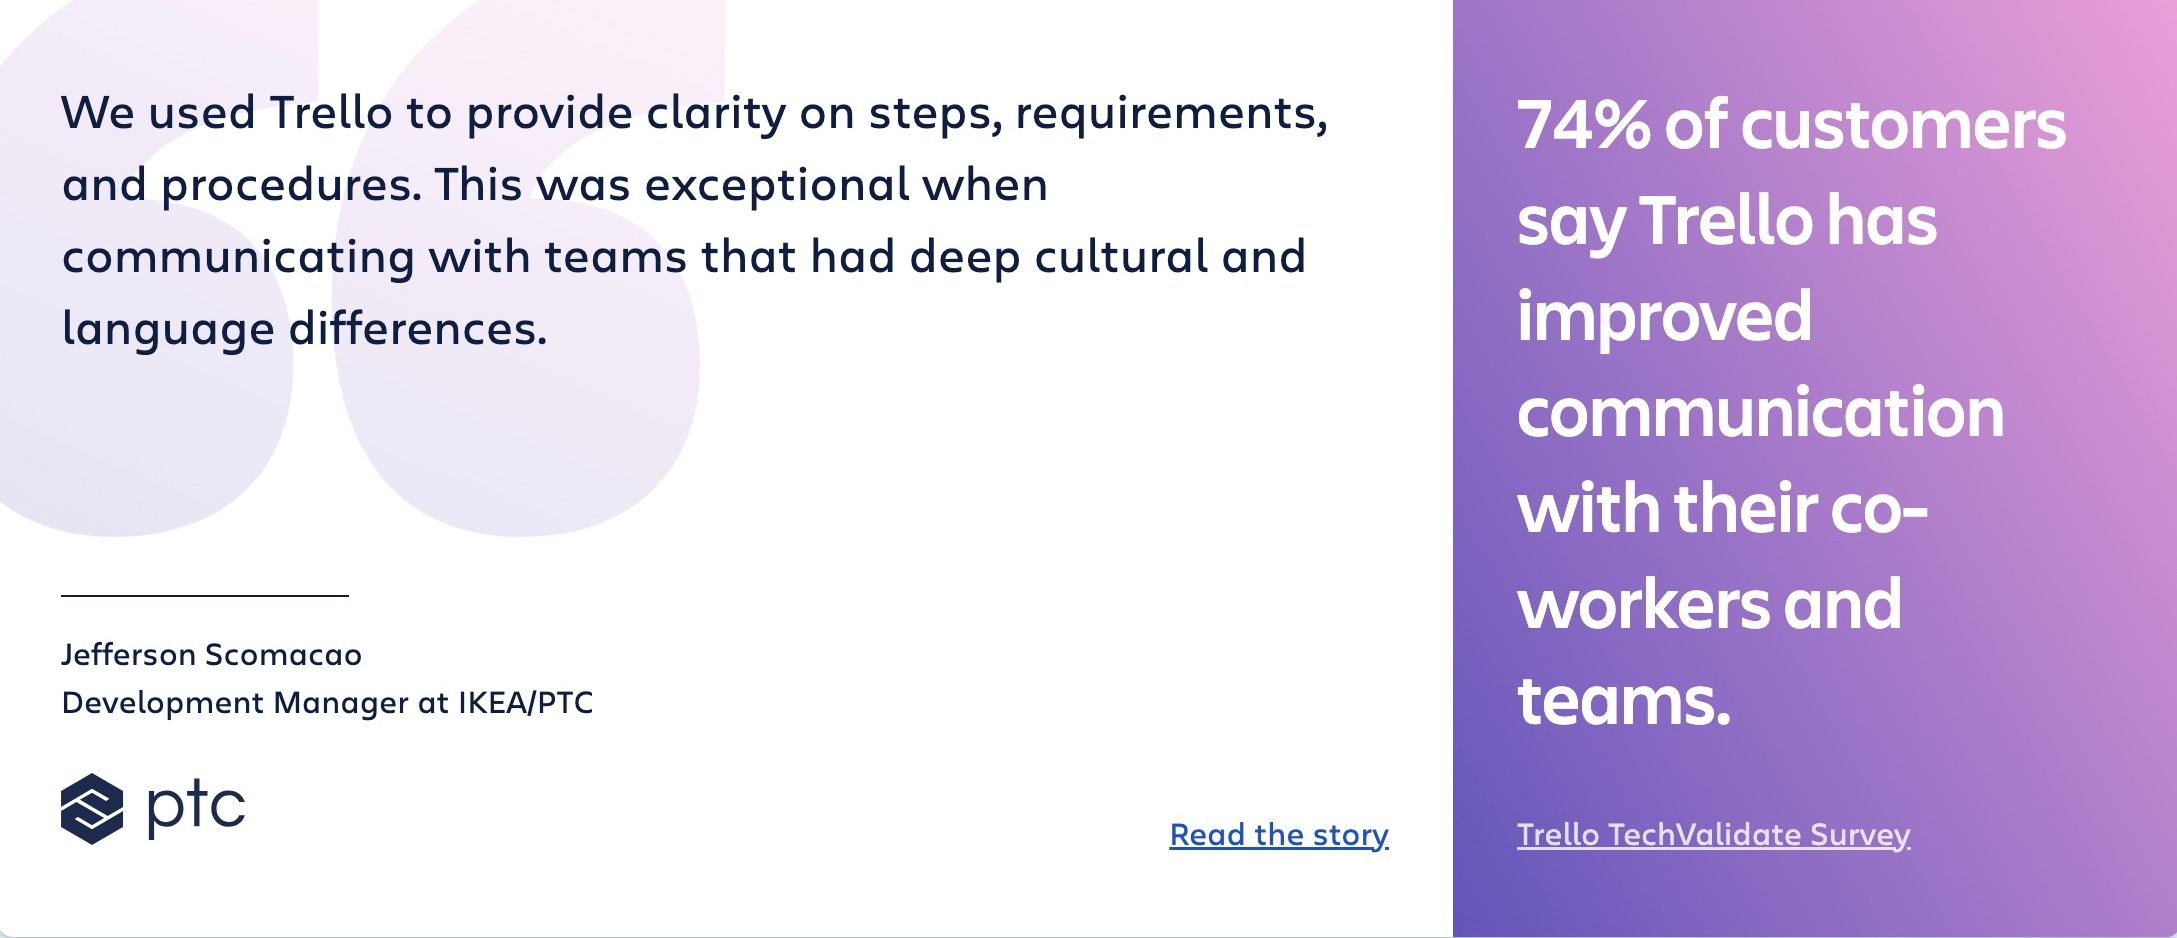 We used Trello to provide clarity on steps, requirements,
and procedures. This was exceptional when
communicating with teams that had deep cultural and
language differences.
Jefferson Scomacao
Development Manager at IKEA/PTC
ptc
Read the story
74% of customers
say Trello has
improved
communication
with their co-
workers and
teams.
Trello TechValidate Survey